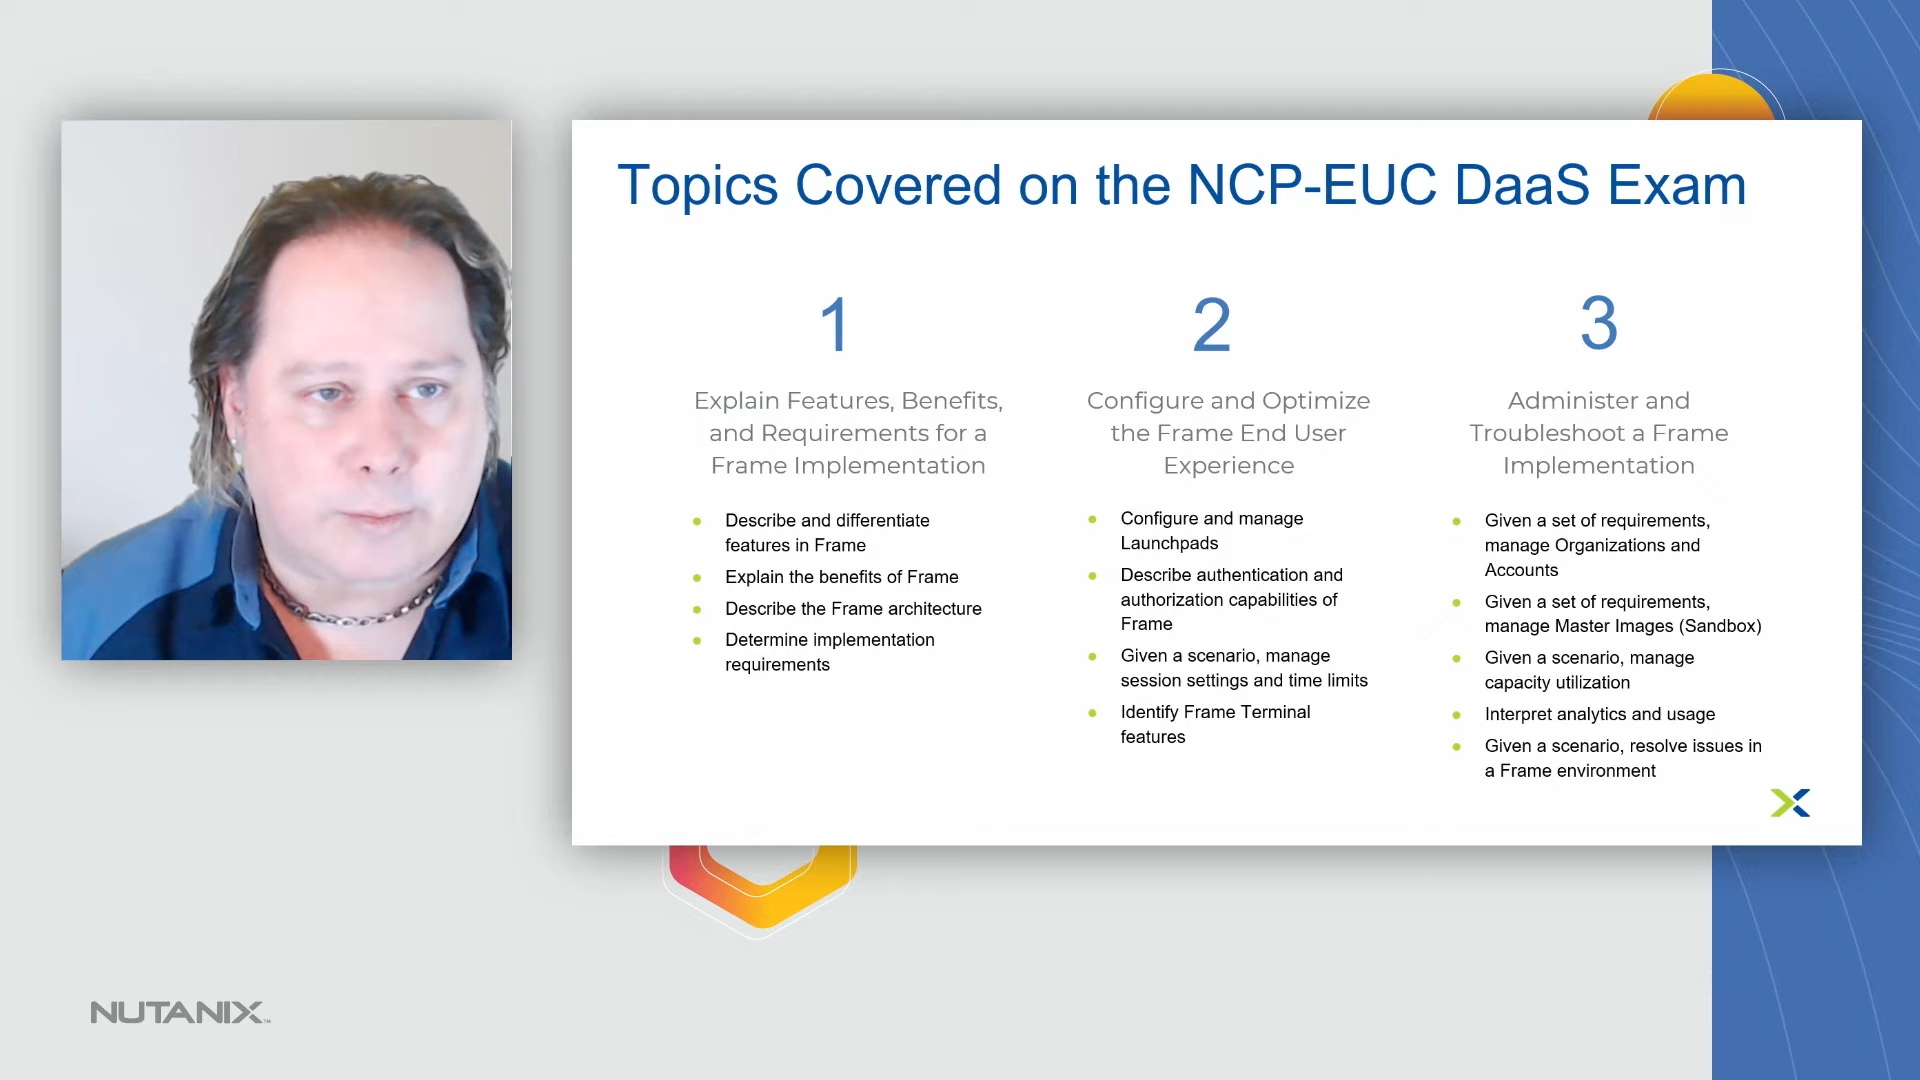 Topics Covered on the NCP-EUC DaaS Exam
1
Explain Features, Benefits,
and Requirements for a
Frame Implementation
Describe and differentiate
features in Frame
Explain the benefits of Frame
Describe the Frame architecture
Determine implementation
requirements
2
Configure and Optimize
the Frame End User
Experience
Configure and manage
Launchpads
Describe authentication and
authorization capabilities of
Frame
Given a scenario, manage
session settings and time limits
Identify Frame Terminal
features
3
Administer and
Troubleshoot a Frame
Implementation
Given a set of requirements,
manage Organizations and
Accounts
Given a set of requirements,
manage Master Images (Sandbox)
Given a scenario, manage
capacity utilization
Interpret analytics and usage
Given a scenario, resolve issues in
a Frame environment
NUTANIX™